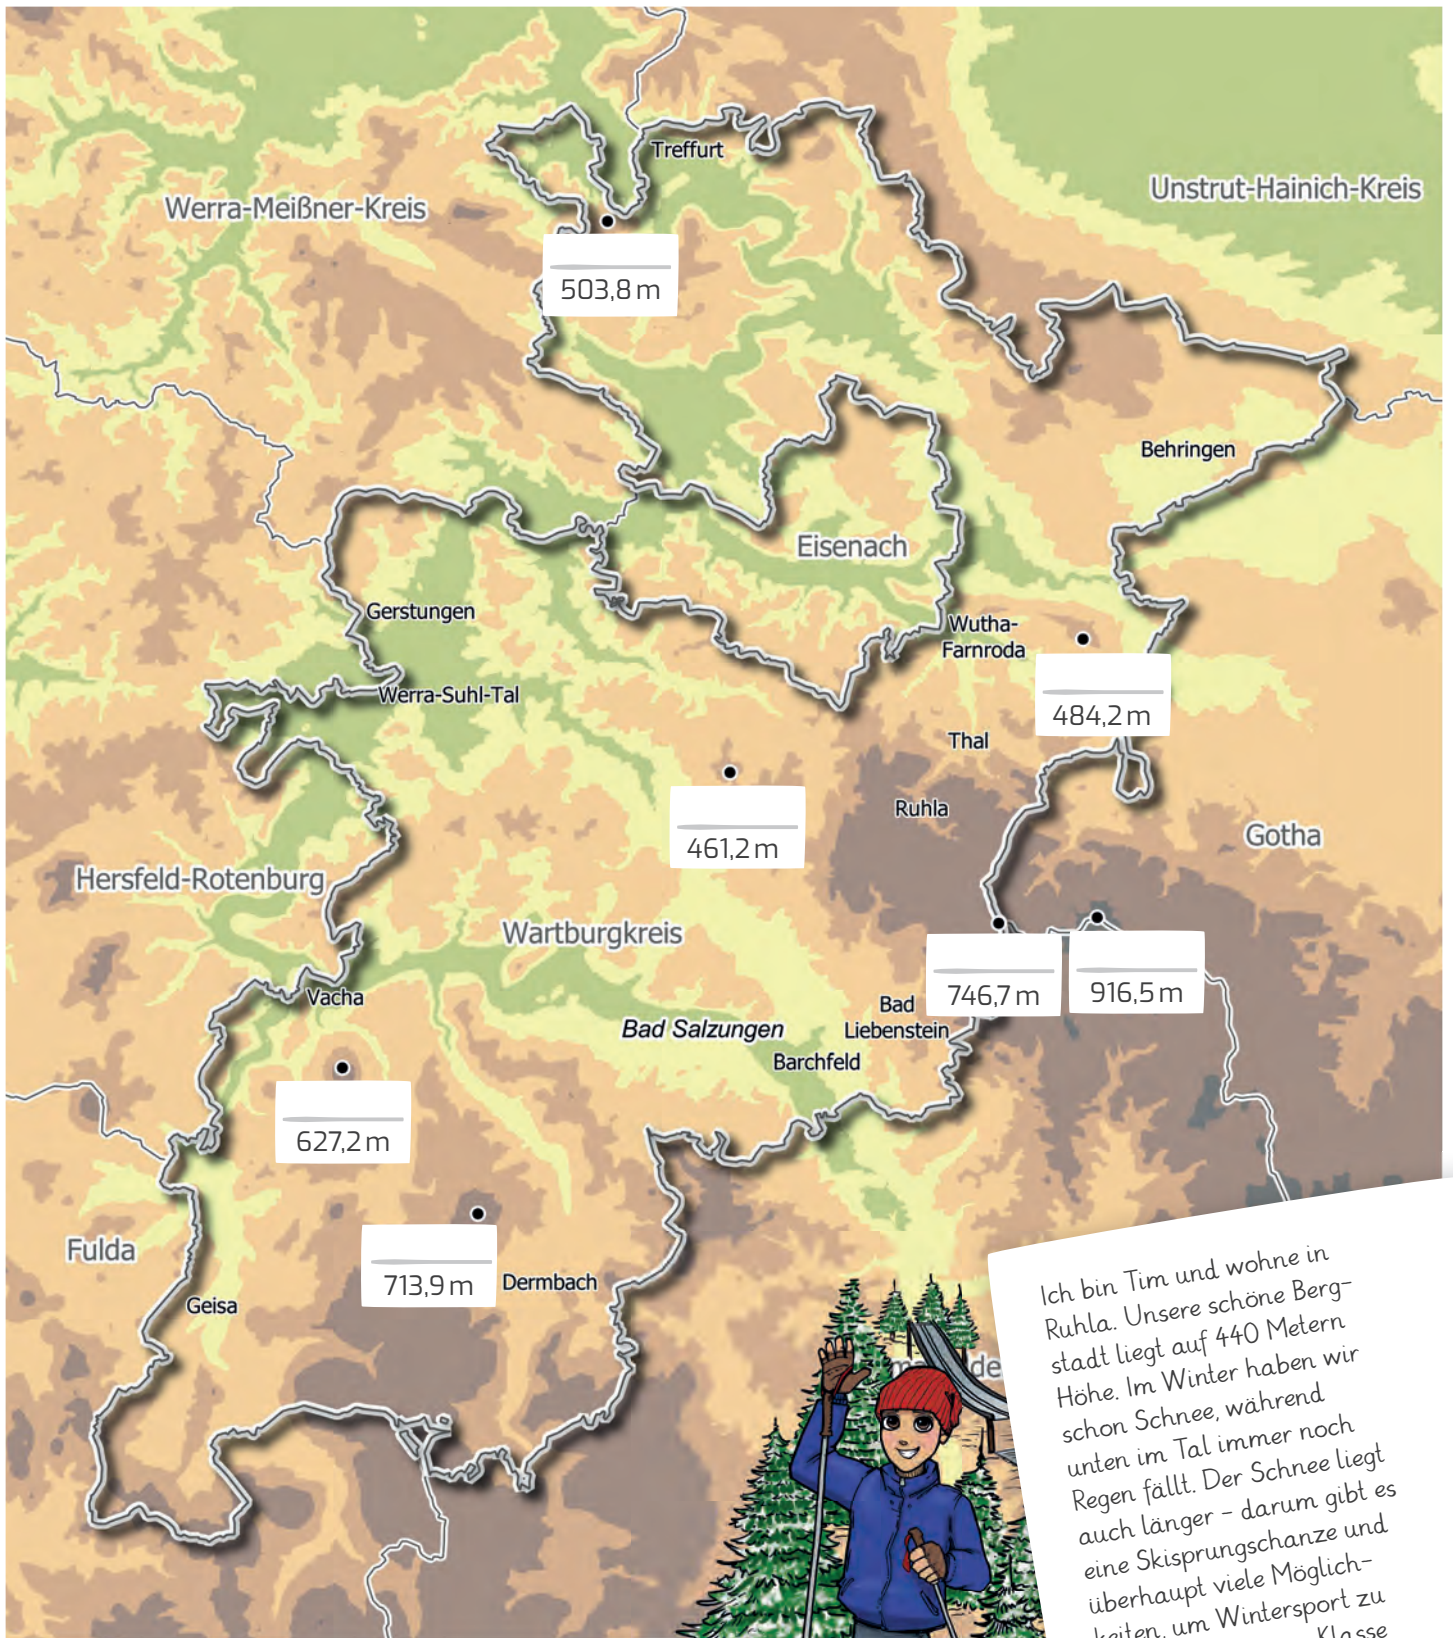 Treffurt
Unstrut-Hainich-Kreis
Werra-Meißner-Kreis
503,8 m
Behringen
Eisenach
Gerstungen
Wutha-
Farnroda
Werra-Suhl-Tal
484,2 m
Thal
461,2 m
Ruhla
Gotha
Hersfeld-Rotenburg
Wartburgkreis
746,7 m
916,5 m
Vacha
Bad Salzungen
Bad
Liebenstein
Barchfeld
627,2 m
Fulda
713,9 m
Dermbach
Geisa
Ich bin Tim und wohne in
Ruhla. Unsere schöne Berg-
stadt liegt auf 440 Metern
Höhe. Im Winter haben wir
schon Schnee, während
unten im Tal immer noch
Regen fällt. Der Schnee liegt
auch länger – darum gibt es
eine Skisprungschanze und
überhaupt viele Möglich-
keiten, um Wintersport zu
Klasse